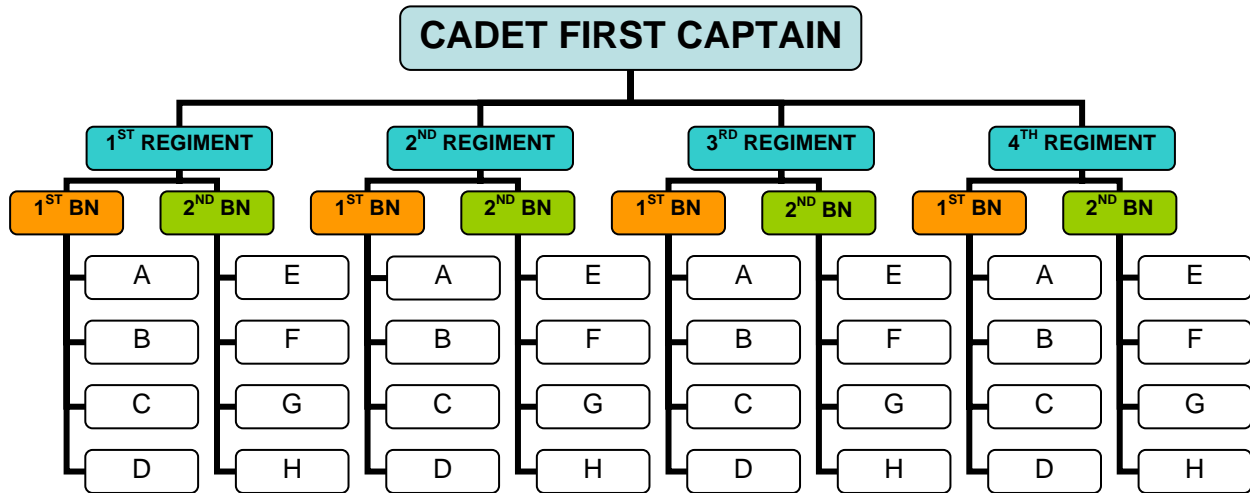 CADET FIRST CAPTAIN
1ST REGIMENT
2ND REGIMENT
3RD REGIMENT
4TH REGIMENT
1ST BN
2ND BN
1ST BN
2ND BN
1ST BN
2ND BN
1ST BN
2ND BN
A
E
A
E
A
E
A
E
B
F
B
F
B
F
B
F
C
G
C
G
C
G
C
G
D
H
D
H
D
H
D
H